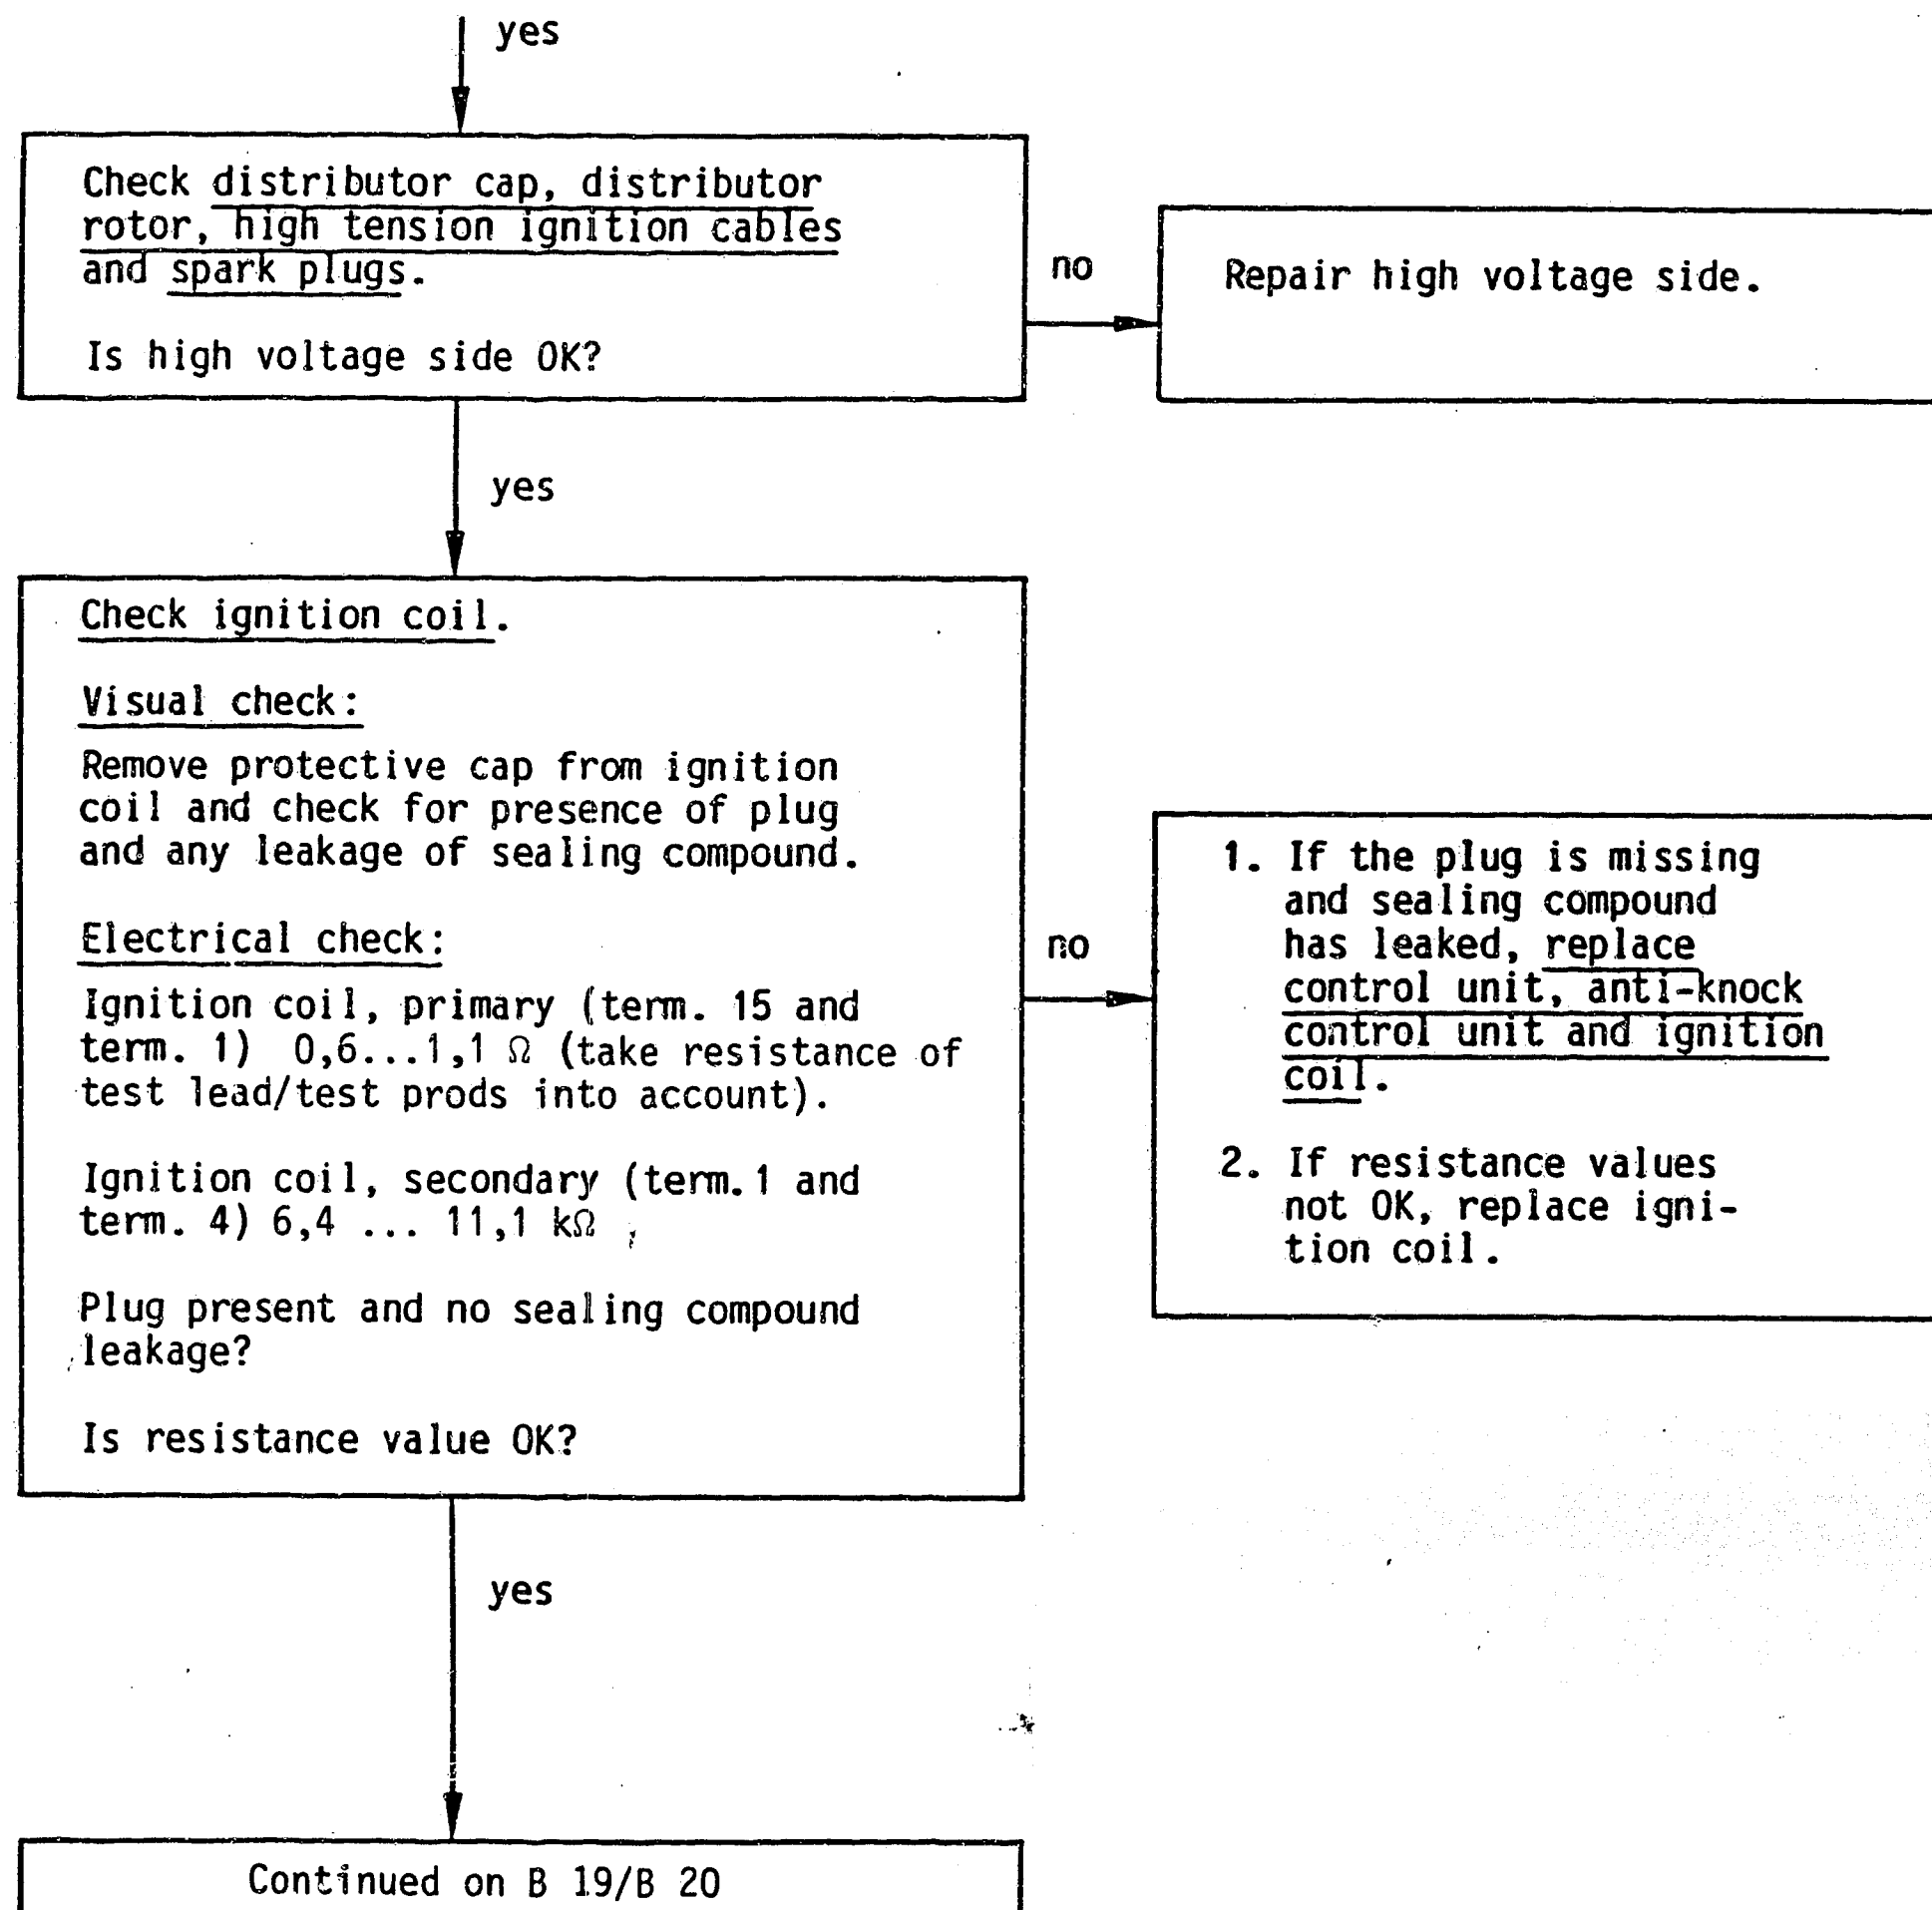 yes
Check distributor cap, distributor
rotor, high tension ignition cables
and spark plugs.
Is high voltage side OK?
no
Repair high voltage side.
yes
Check ignition coil.
Visual check:
Remove protective cap from ignition
coil and check for presence of plug
and any leakage of sealing compound.
Electrical check:
Ignition coil, primary (term. 15 and
term. 1) 0,6...1,1 Ω (take resistance of
test lead/test prods into account).
Ignition coil, secondary (term.1 and
term. 4) 6,4 ... 11,1 kΩ
Plug present and no sealing compound
leakage?
Is resistance value OK?
no
1. If the plug is missing
and sealing compound
has leaked, replace
control unit, anti-knock
control unit and ignition
coil.
2. If resistance values
not OK, replace igni-
tion coil.
yes
Continued on B 19/B 20